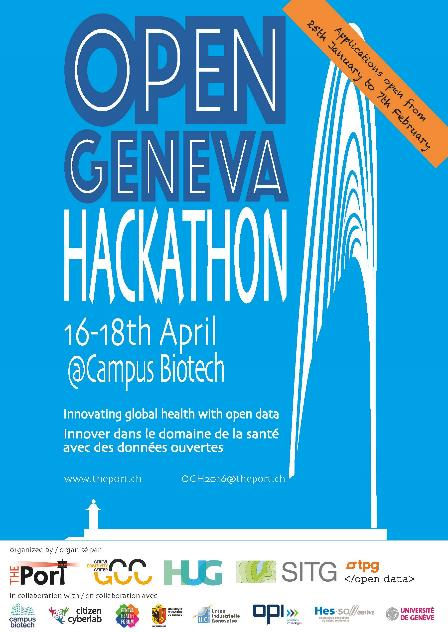 Applications open from
25th January to 7th February
OPEN
GENEVA
HACKATHON
16-18th April
@Campus Biotech
Innovating global health with open data
Innover dans le domaine de la santé
avec des données ouvertes
www.theport.ch OGH2016@theport.ch
organized by / organisé par
THE Port GCC HUG SITG tpg
</open data>
In collaboration with / en collaboration avec
campus biotech citizen cyberlab opi Hes·so Genève UNIVERSITÉ DE GENÈVE